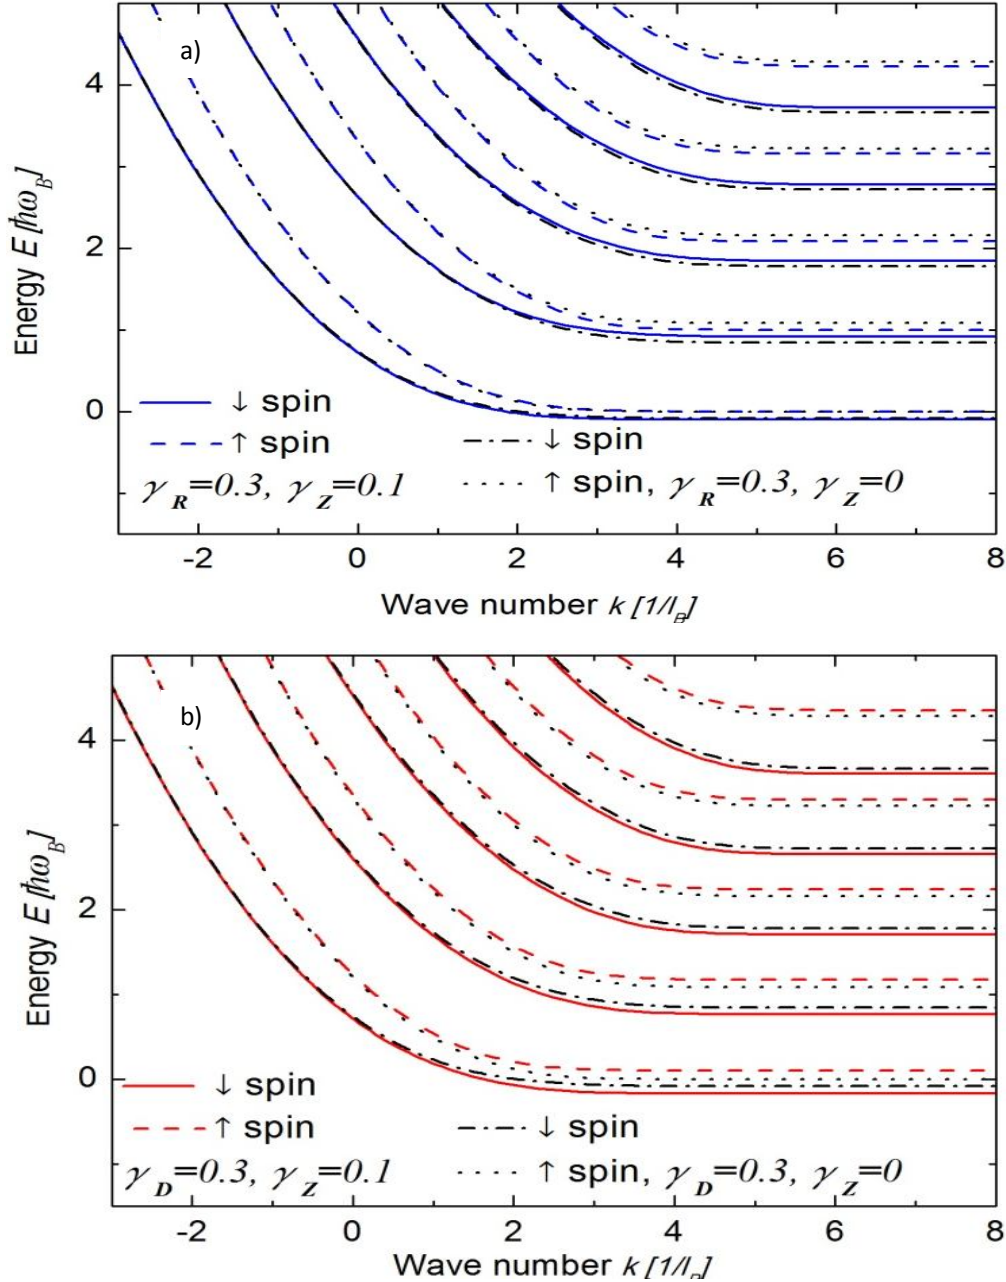 a)
4
2
0
Energy E [ħω_B]
↓ spin
↑ spin
↓ spin
γ_R=0.3, γ_Z=0.1
↑ spin, γ_R=0.3, γ_Z=0
-2 0 2 4 6 8
Wave number k [1/l_B]
b)
4
2
0
Energy E [ħω_B]
↓ spin
↑ spin
↓ spin
γ_D=0.3, γ_Z=0.1
↑ spin, γ_D=0.3, γ_Z=0
-2 0 2 4 6 8
Wave number k [1/l_B]